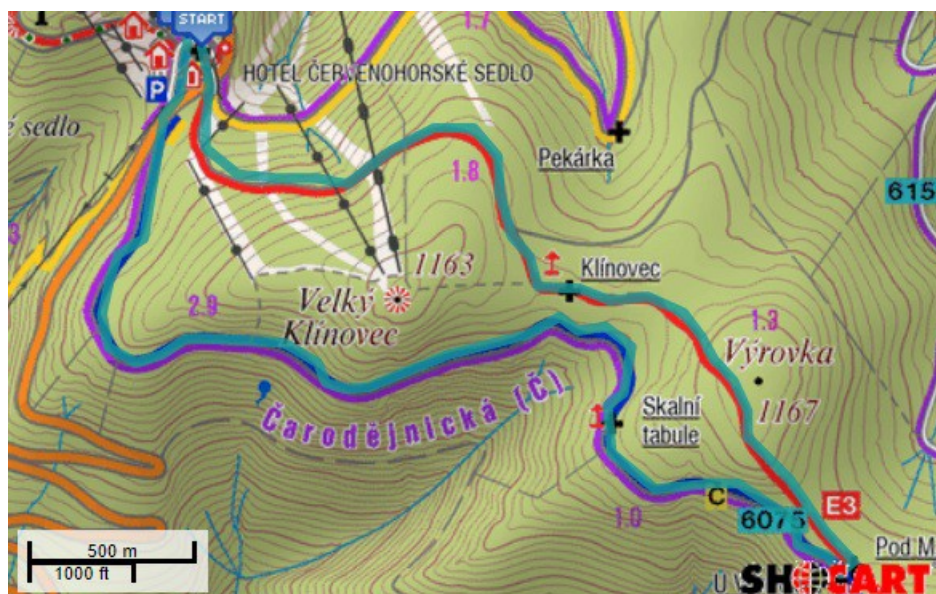 START
1.7
HOTEL ČERVENOHORSKÉ SEDLO
P
sedlo
Pekárka
1.8
615
1163
Klínovec
2.9
Velký
Klínovec
1.3
Výrovka
1167
Čarodějnická (Č)
Skalní
tabule
C
E3
6075
1.0
500 m
1000 ft
Pod
SHOCART